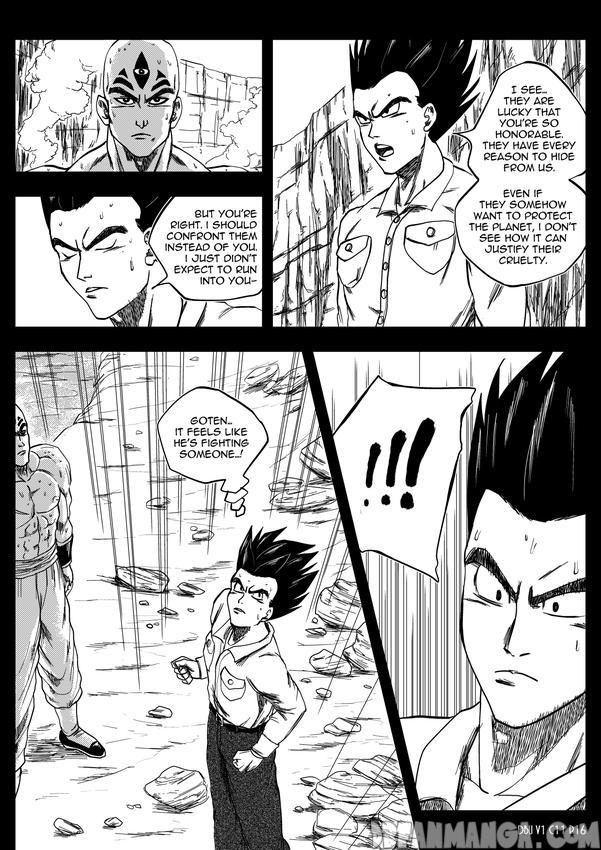 I SEE..
THEY ARE
LUCKY THAT
YOU'RE SO
HONORABLE.
THEY HAVE EVERY
REASON TO HIDE
FROM US.
EVEN IF
THEY SOMEHOW
WANT TO PROTECT
THE PLANET, I DON'T
SEE HOW IT CAN
JUSTIFY THEIR
CRUELTY.
BUT YOU'RE
RIGHT. I SHOULD
CONFRONT THEM
INSTEAD OF YOU.
I JUST DIDN'T
EXPECT TO RUN
INTO YOU-
GOTEN..
IT FEELS LIKE
HE'S FIGHTING
SOMEONE..!
!!!
V1 C11 P16
DBFANMANGA.COM